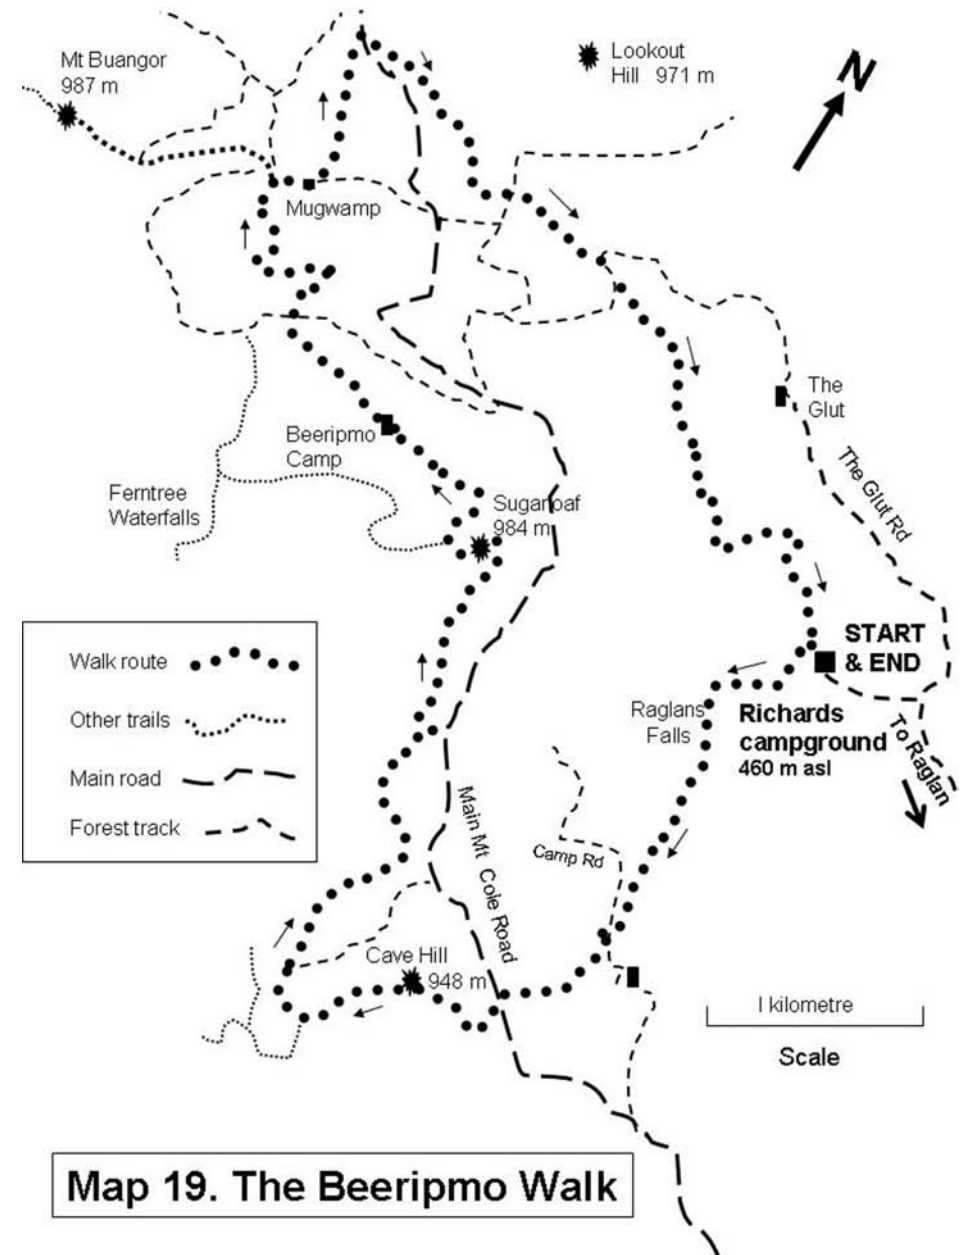 Mt Buangor
987 m
Lookout
Hill 971 m
N
Mugwamp
The
Glut
Beeripmo
Camp
The Glut Rd
Ferntree
Waterfalls
Sugarloaf
984 m
START
& END
Walk route
Other trails
Main road
Forest track
Raglans
Falls
Richards
campground
460 m asl
To Raglan
Main Mt Cole Road
Camp Rd
Cave Hill
948 m
I kilometre
Scale
Map 19. The Beeripmo Walk